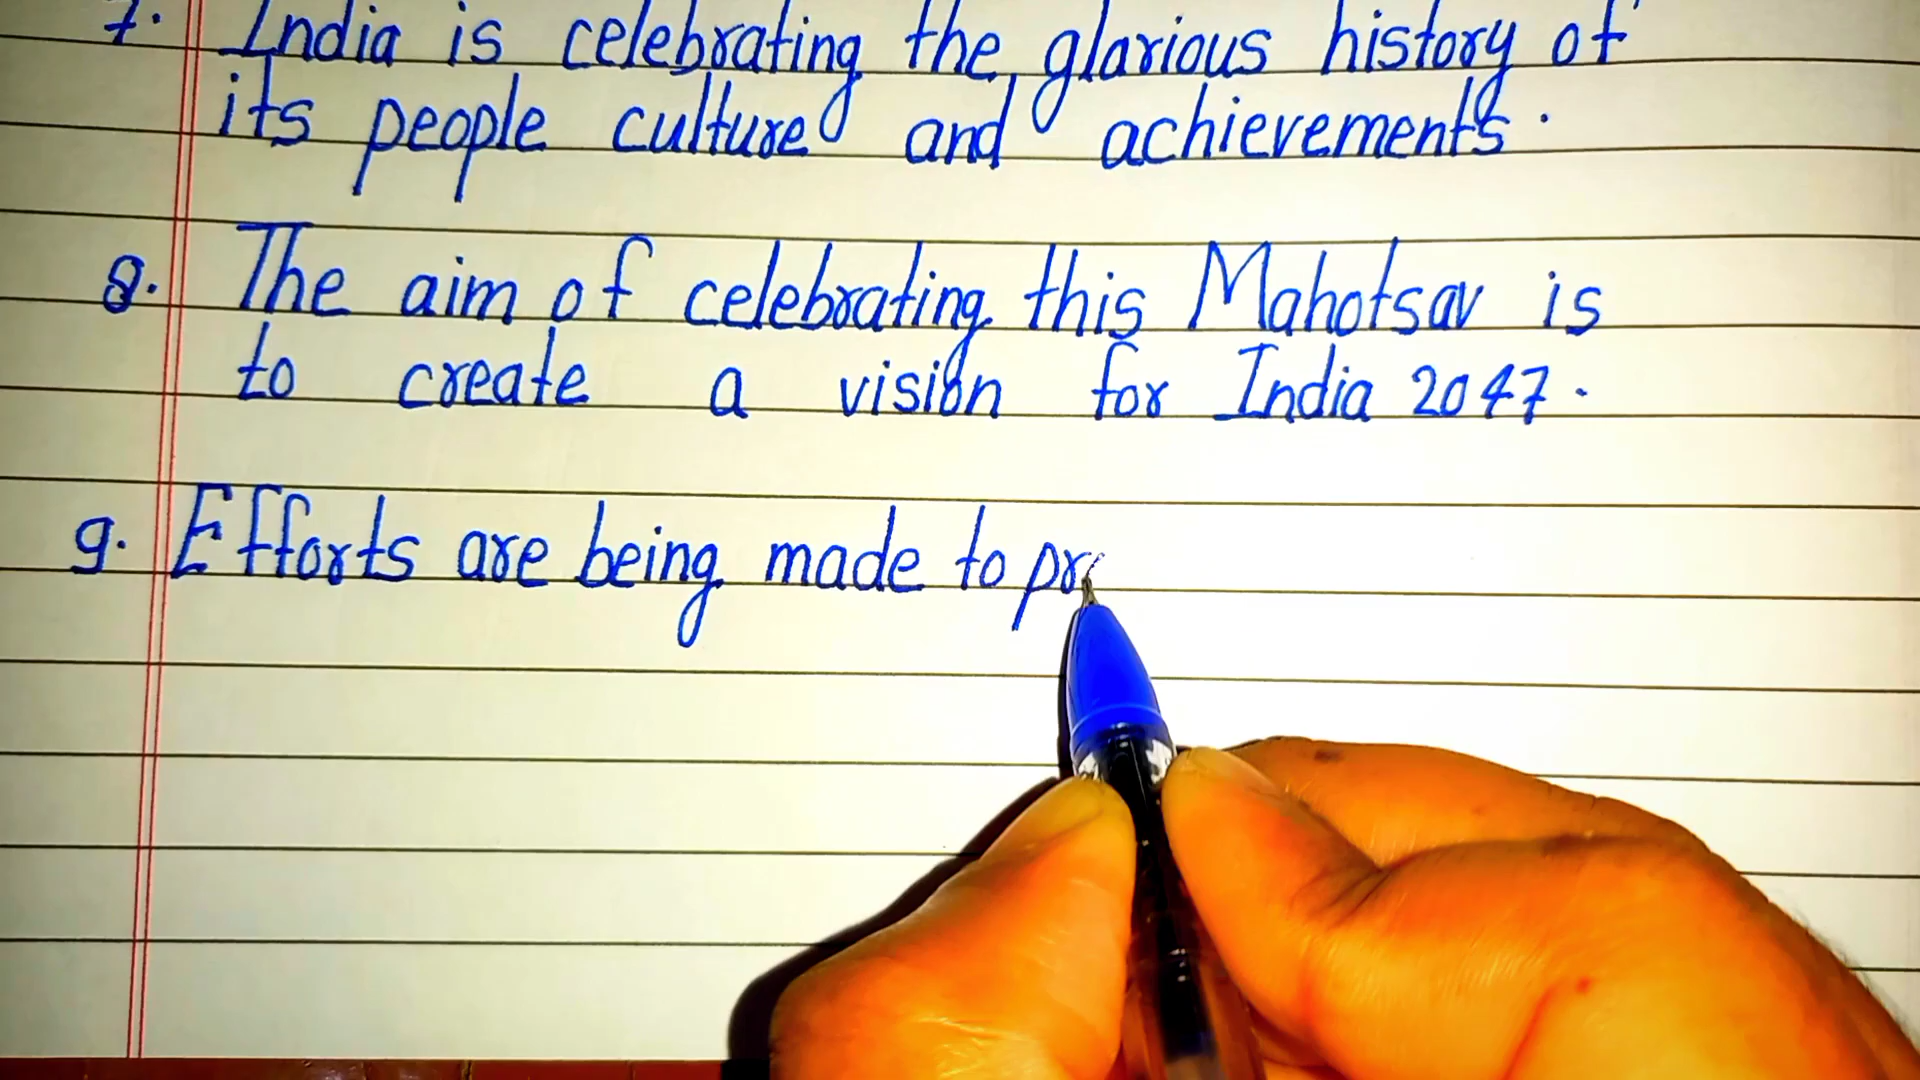 7. India is celebrating the glorious history of
its people culture and achievements.
8. The aim of celebrating this Mahotsav is
to create a vision for India 2047.
9. Efforts are being made to